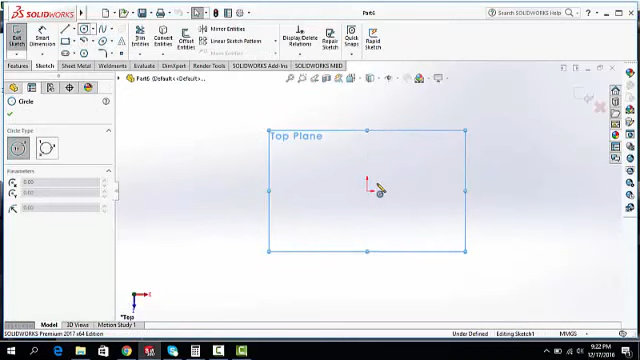 SOLIDWORKS
Part6
Search SOLIDWORKS Help
Exit Sketch
Smart Dimension
Trim Entities
Convert Entities
Offset Entities
Mirror Entities
Linear Sketch Pattern
Display/Delete Relations
Repair Sketch
Quick Snaps
Rapid Sketch
Features
Sketch
Sheet Metal
Weldments
Evaluate
DimXpert
Render Tools
SOLIDWORKS Add-Ins
SOLIDWORKS MBD
Part6 (Default<<Default>...
Circle
Circle Type
Parameters
0.00
0.00
0.00
Top Plane
*Top
Model
3D Views
Motion Study 1
SOLIDWORKS Premium 2017 x64 Edition
Under Defined
Editing Sketch1
MMGS
9:22 PM
12/17/2016